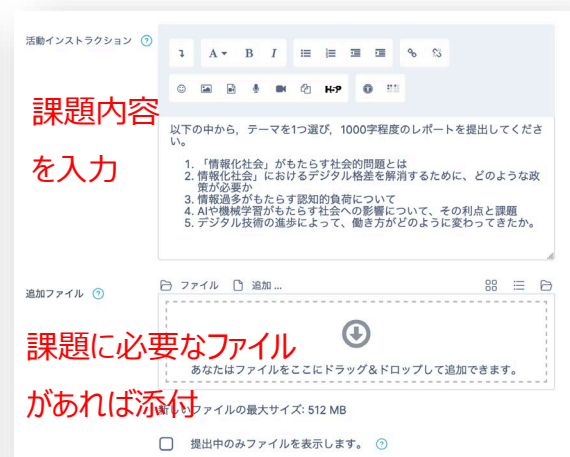 活動インストラクション
A B I
H5P
課題内容
を入力
以下の中から，テーマを1つ選び，1000字程度のレポートを提出してくださ
い。
1. 「情報化社会」がもたらす社会的問題とは
2. 情報化社会」におけるデジタル格差を解消するために、どのような政
策が必要か
3. 情報過多がもたらす認知的負荷について
4. AIや機械学習がもたらす社会への影響について、その利点と課題
5. デジタル技術の進歩によって、働き方がどのように変わってきたか。
追加ファイル
ファイル 追加 ...
課題に必要なファイル
があれば添付
あなたはファイルをここにドラッグ＆ドロップして追加できます。
新しいファイルの最大サイズ: 512 MB
提出中のみファイルを表示します。